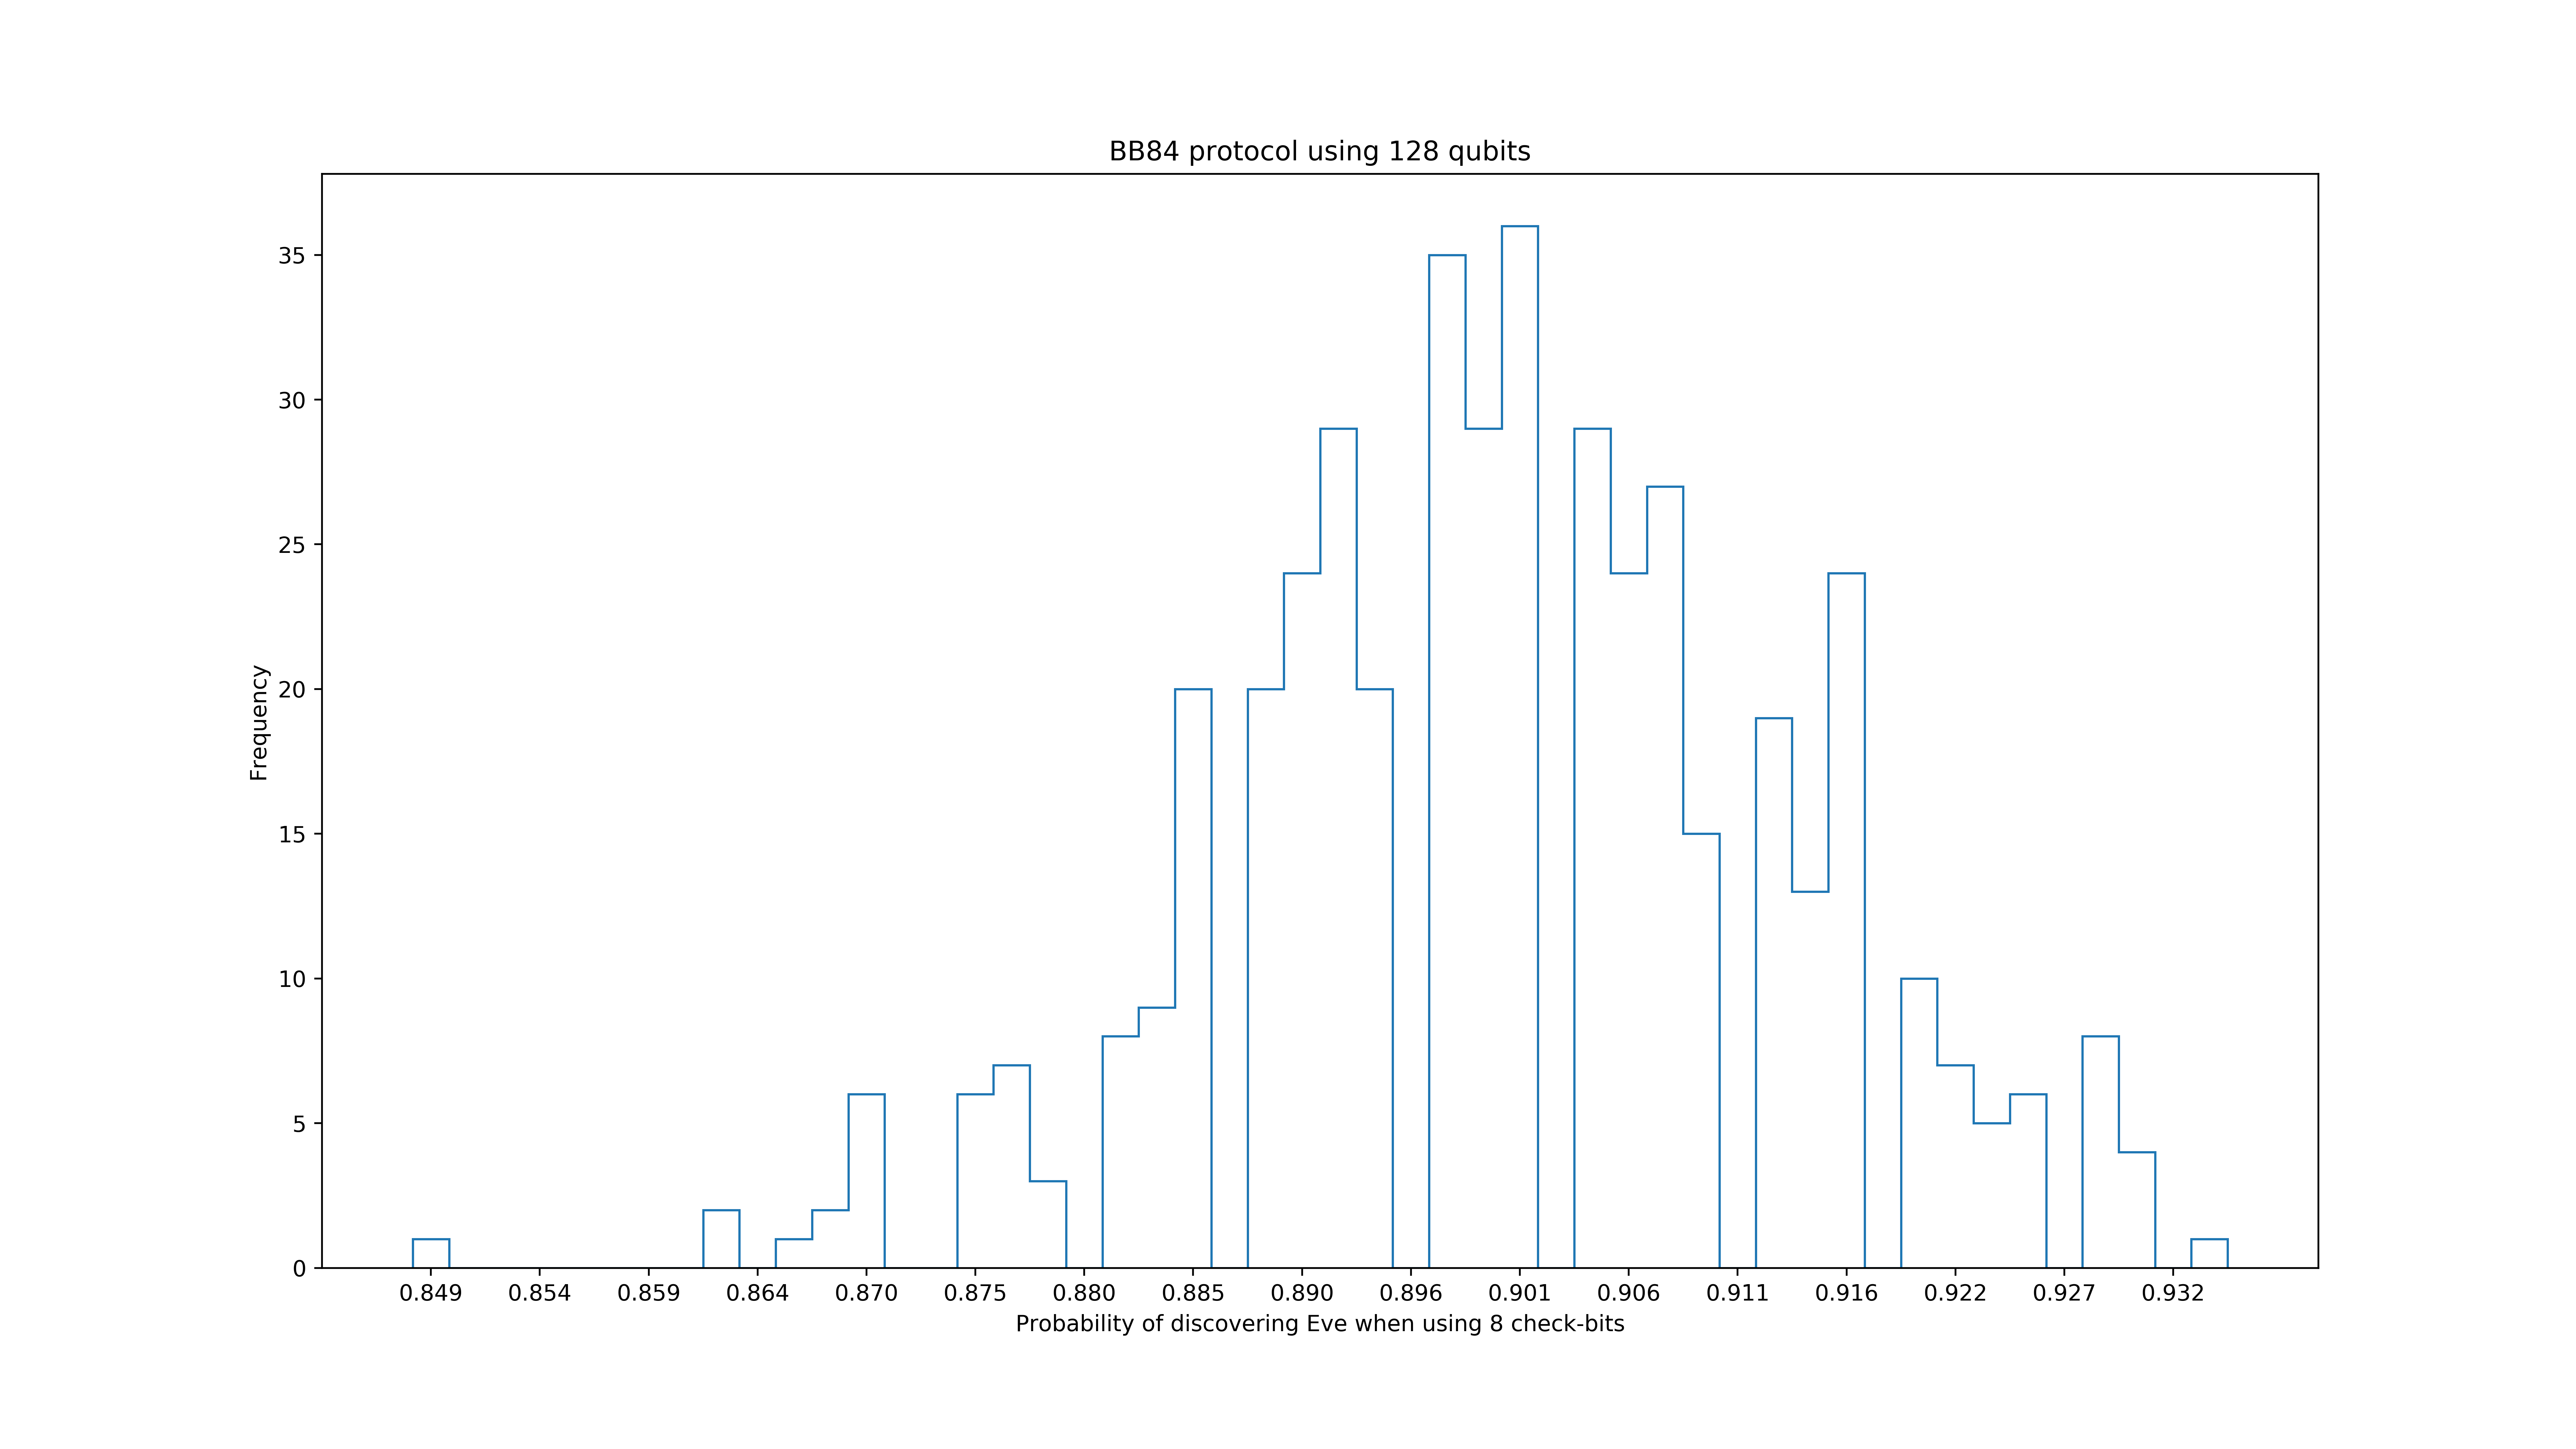 BB84 protocol using 128 qubits
35
30
25
20
15
10
5
0
Frequency
0.849 0.854 0.859 0.864 0.870 0.875 0.880 0.885 0.890 0.896 0.901 0.906 0.911 0.916 0.922 0.927 0.932
Probability of discovering Eve when using 8 check-bits